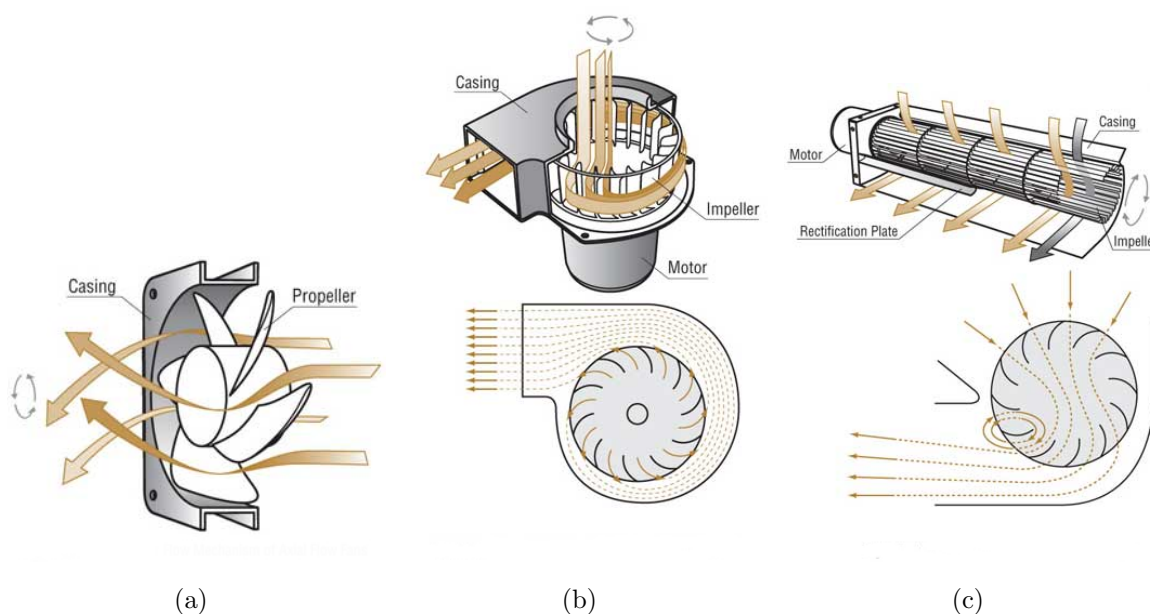 Casing
Propeller
(a)
Casing
Impeller
Motor
(b)
Casing
Motor
Rectification Plate
Impelle
(c)